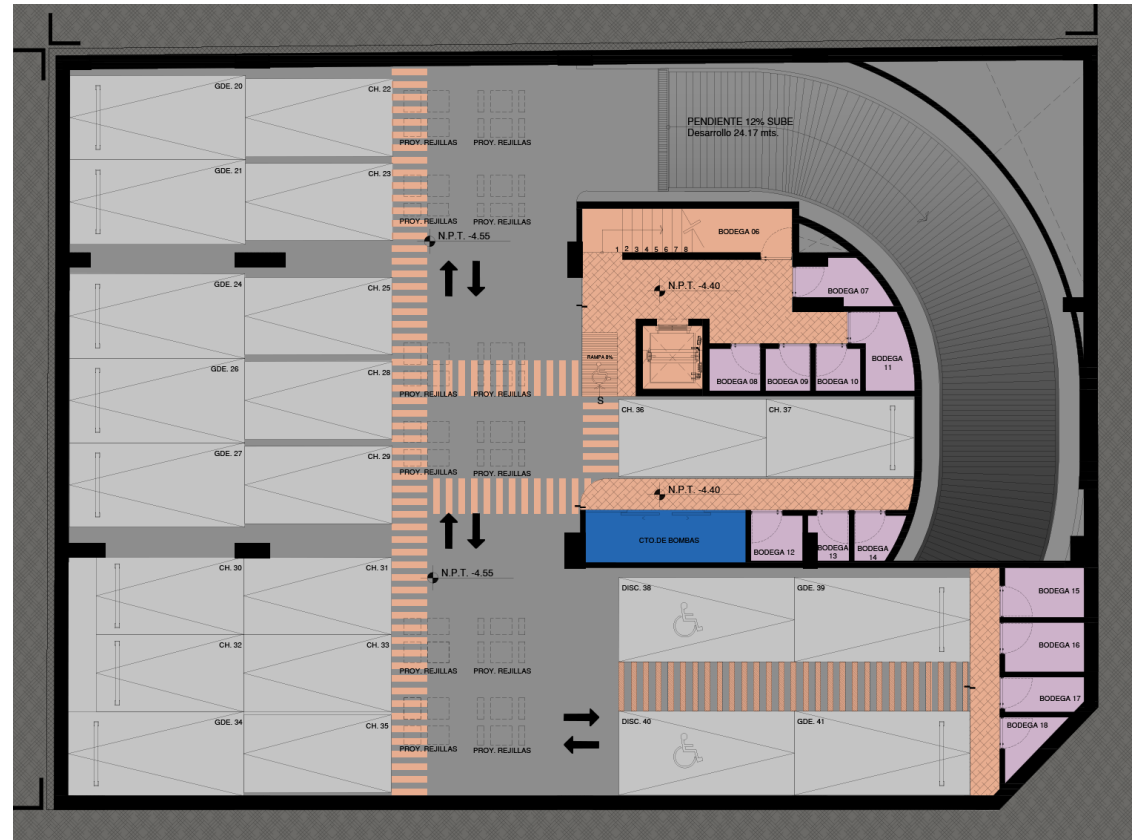 GDE. 20
CH. 22
PROY. REJILLAS
PROY. REJILLAS
PENDIENTE 12% SUBE
Desarrollo 24.17 mts.
GDE. 21
CH. 23
PROY. REJILLAS
PROY. REJILLAS
N.P.T. -4.55
BODEGA 06
1 2 3 4 5 6 7 8
N.P.T. -4.40
BODEGA 07
GDE. 24
CH. 25
BODEGA
11
GDE. 26
CH. 28
PROY. REJILLAS
PROY. REJILLAS
RAMPA 8%
S
BODEGA 08
BODEGA 09
BODEGA 10
CH. 36
CH. 37
GDE. 27
CH. 29
PROY. REJILLAS
PROY. REJILLAS
N.P.T. -4.40
CTO.DE BOMBAS
BODEGA 12
BODEGA
13
BODEGA
14
CH. 30
CH. 31
N.P.T. -4.55
DISC. 38
GDE. 39
BODEGA 15
CH. 32
CH. 33
PROY. REJILLAS
PROY. REJILLAS
BODEGA 16
BODEGA 17
GDE. 34
CH. 35
PROY. REJILLAS
PROY. REJILLAS
DISC. 40
GDE. 41
BODEGA 18